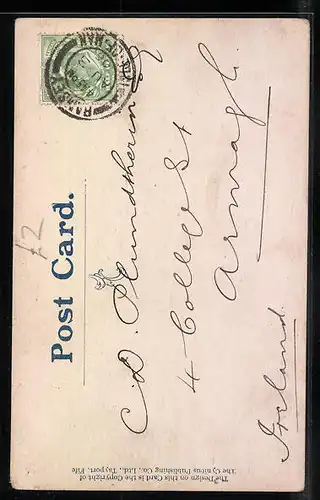 Post Card.
£2
C. D.
4 College St
Armagh
Ireland.
The Design on this Card is the Copyright of
The Cynicus Publishing Co., Ltd., Tayport, Fife